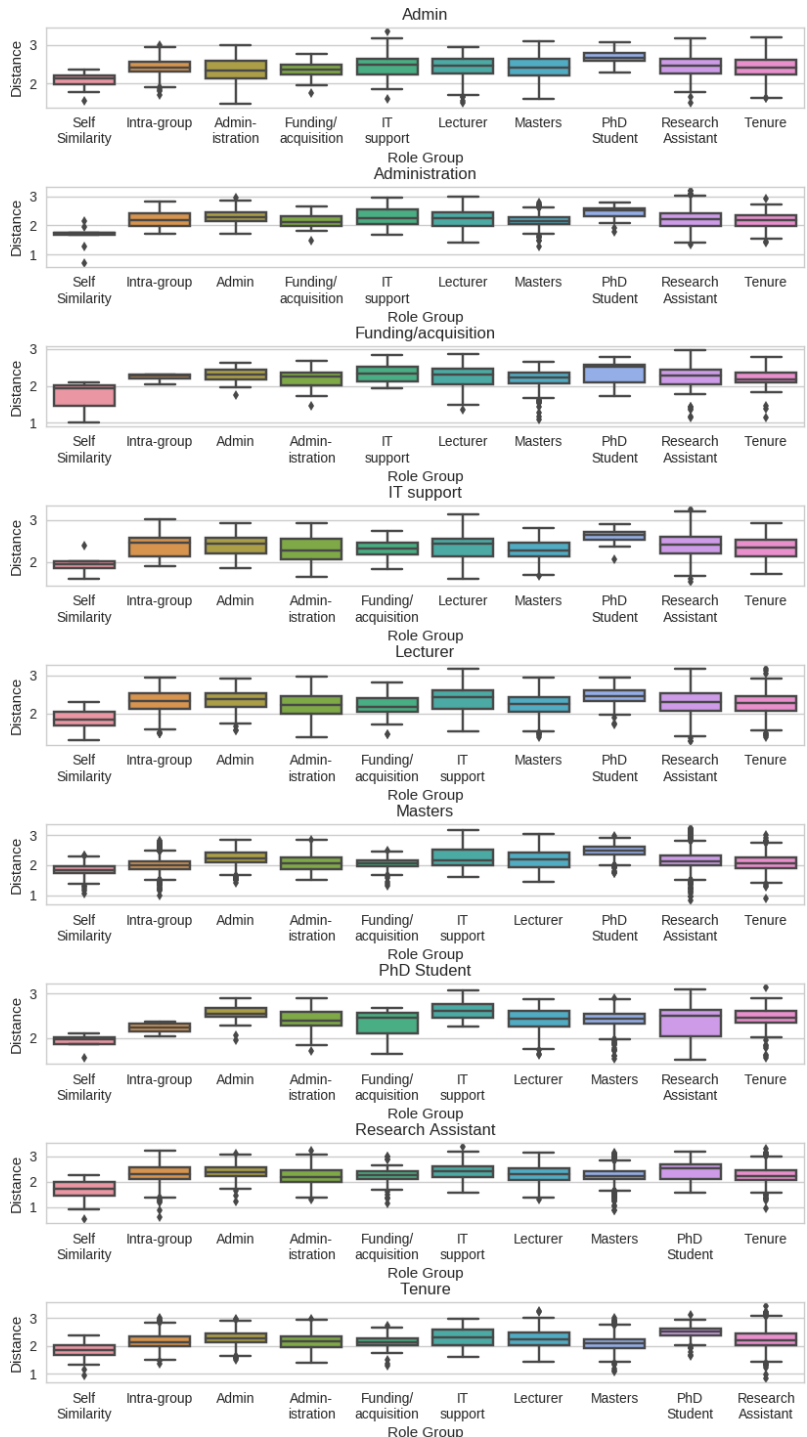 Admin
Distance
3
2
Self Similarity
Intra-group
Admin- istration
Funding/ acquisition
IT support
Lecturer
Masters
PhD Student
Research Assistant
Tenure
Role Group
Administration
Distance
3
2
1
Self Similarity
Intra-group
Admin
Funding/ acquisition
IT support
Lecturer
Masters
PhD Student
Research Assistant
Tenure
Role Group
Funding/acquisition
Distance
3
2
1
Self Similarity
Intra-group
Admin
Admin- istration
IT support
Lecturer
Masters
PhD Student
Research Assistant
Tenure
Role Group
IT support
Distance
3
2
Self Similarity
Intra-group
Admin
Admin- istration
Funding/ acquisition
Lecturer
Masters
PhD Student
Research Assistant
Tenure
Role Group
Lecturer
Distance
3
2
Self Similarity
Intra-group
Admin
Admin- istration
Funding/ acquisition
IT support
Masters
PhD Student
Research Assistant
Tenure
Role Group
Masters
Distance
3
2
1
Self Similarity
Intra-group
Admin
Admin- istration
Funding/ acquisition
IT support
Lecturer
PhD Student
Research Assistant
Tenure
Role Group
PhD Student
Distance
3
2
Self Similarity
Intra-group
Admin
Admin- istration
Funding/ acquisition
IT support
Lecturer
Masters
Research Assistant
Tenure
Role Group
Research Assistant
Distance
3
2
1
Self Similarity
Intra-group
Admin
Admin- istration
Funding/ acquisition
IT support
Lecturer
Masters
PhD Student
Tenure
Role Group
Tenure
Distance
3
2
1
Self Similarity
Intra-group
Admin
Admin- istration
Funding/ acquisition
IT support
Lecturer
Masters
PhD Student
Research Assistant
Role Group